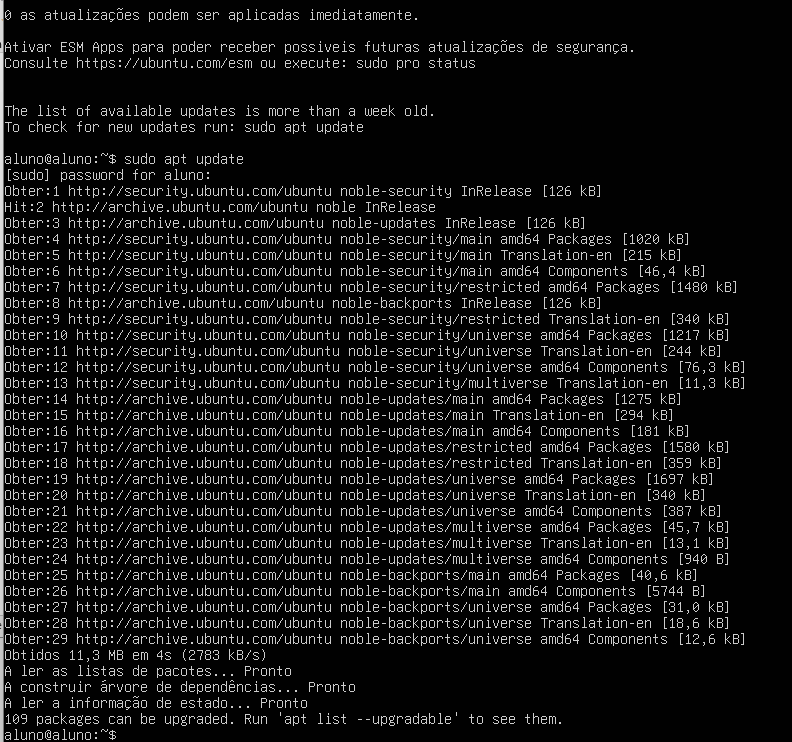 0 as atualizações podem ser aplicadas imediatamente.
Ativar ESM Apps para poder receber possiveis futuras atualizações de segurança.
Consulte https://ubuntu.com/esm ou execute: sudo pro status
The list of available updates is more than a week old.
To check for new updates run: sudo apt update
aluno@aluno:~$ sudo apt update
[sudo] password for aluno:
Obter:1 http://security.ubuntu.com/ubuntu noble-security InRelease [126 kB]
Hit:2 http://archive.ubuntu.com/ubuntu noble InRelease
Obter:3 http://archive.ubuntu.com/ubuntu noble-updates InRelease [126 kB]
Obter:4 http://security.ubuntu.com/ubuntu noble-security/main amd64 Packages [1020 kB]
Obter:5 http://security.ubuntu.com/ubuntu noble-security/main Translation-en [215 kB]
Obter:6 http://security.ubuntu.com/ubuntu noble-security/main amd64 Components [46,4 kB]
Obter:7 http://security.ubuntu.com/ubuntu noble-security/restricted amd64 Packages [1480 kB]
Obter:8 http://archive.ubuntu.com/ubuntu noble-backports InRelease [126 kB]
Obter:9 http://security.ubuntu.com/ubuntu noble-security/restricted Translation-en [340 kB]
Obter:10 http://security.ubuntu.com/ubuntu noble-security/universe amd64 Packages [1217 kB]
Obter:11 http://security.ubuntu.com/ubuntu noble-security/universe Translation-en [244 kB]
Obter:12 http://security.ubuntu.com/ubuntu noble-security/universe amd64 Components [76,3 kB]
Obter:13 http://security.ubuntu.com/ubuntu noble-security/multiverse Translation-en [11,3 kB]
Obter:14 http://archive.ubuntu.com/ubuntu noble-updates/main amd64 Packages [1275 kB]
Obter:15 http://archive.ubuntu.com/ubuntu noble-updates/main Translation-en [294 kB]
Obter:16 http://archive.ubuntu.com/ubuntu noble-updates/main amd64 Components [181 kB]
Obter:17 http://archive.ubuntu.com/ubuntu noble-updates/restricted amd64 Packages [1580 kB]
Obter:18 http://archive.ubuntu.com/ubuntu noble-updates/restricted Translation-en [359 kB]
Obter:19 http://archive.ubuntu.com/ubuntu noble-updates/universe amd64 Packages [1697 kB]
Obter:20 http://archive.ubuntu.com/ubuntu noble-updates/universe Translation-en [340 kB]
Obter:21 http://archive.ubuntu.com/ubuntu noble-updates/universe amd64 Components [387 kB]
Obter:22 http://archive.ubuntu.com/ubuntu noble-updates/multiverse amd64 Packages [45,7 kB]
Obter:23 http://archive.ubuntu.com/ubuntu noble-updates/multiverse Translation-en [13,1 kB]
Obter:24 http://archive.ubuntu.com/ubuntu noble-updates/multiverse amd64 Components [940 B]
Obter:25 http://archive.ubuntu.com/ubuntu noble-backports/main amd64 Packages [40,6 kB]
Obter:26 http://archive.ubuntu.com/ubuntu noble-backports/main amd64 Components [5744 B]
Obter:27 http://archive.ubuntu.com/ubuntu noble-backports/universe amd64 Packages [31,0 kB]
Obter:28 http://archive.ubuntu.com/ubuntu noble-backports/universe Translation-en [18,6 kB]
Obter:29 http://archive.ubuntu.com/ubuntu noble-backports/universe amd64 Components [12,6 kB]
Obtidos 11,3 MB em 4s (2783 kB/s)
A ler as listas de pacotes... Pronto
A construir árvore de dependências... Pronto
A ler a informação de estado... Pronto
109 packages can be upgraded. Run 'apt list --upgradable' to see them.
aluno@aluno:~$